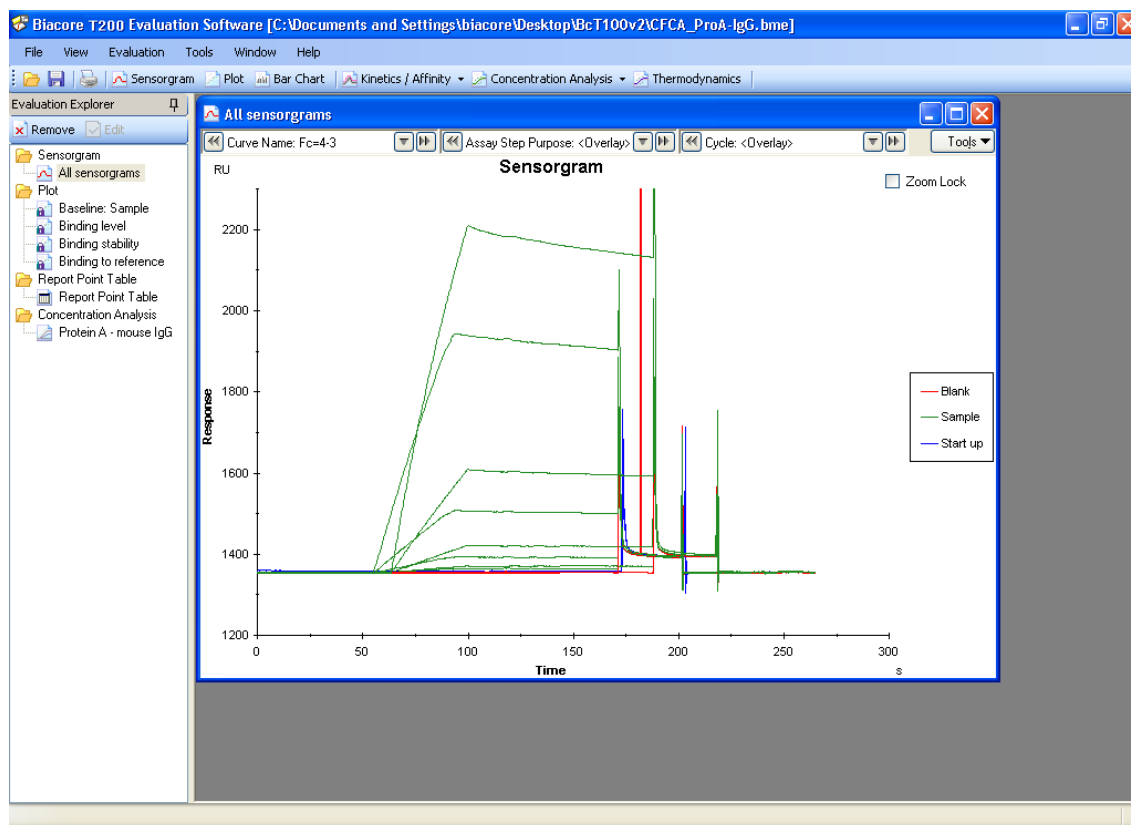 Biacore T200 Evaluation Software [C:\Documents and Settings\biacore\Desktop\BcT100v2\CFCA_ProA-IgG.bme]
File View Evaluation Tools Window Help
Sensorgram Plot Bar Chart Kinetics / Affinity Concentration Analysis Thermodynamics
Evaluation Explorer
Remove Edit
Sensorgram
All sensorgrams
Plot
Baseline: Sample
Binding level
Binding stability
Binding to reference
Report Point Table
Report Point Table
Concentration Analysis
Protein A - mouse IgG
All sensorgrams
Curve Name: Fc=4-3 Assay Step Purpose: <Overlay> Cycle: <Overlay> Tools
Sensorgram
RU
Zoom Lock
2200
2000
1800
1600
1400
1200
Response
Blank
Sample
Start up
0 50 100 150 200 250 300
Time s